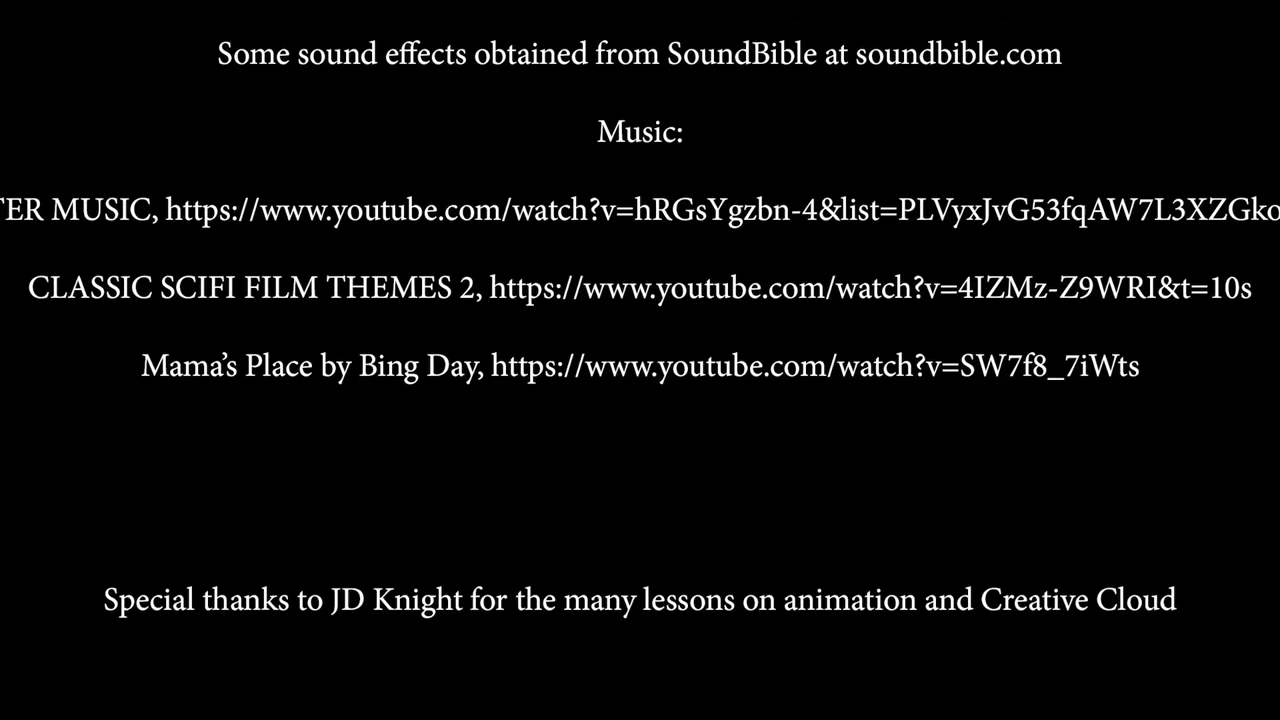 Some sound effects obtained from SoundBible at soundbible.com
Music:
TER MUSIC, https://www.youtube.com/watch?v=hRGsYgzbn-4&list=PLVyxJvG53fqAW7L3XZGko
CLASSIC SCIFI FILM THEMES 2, https://www.youtube.com/watch?v=4IZMz-Z9WRI&t=10s
Mama’s Place by Bing Day, https://www.youtube.com/watch?v=SW7f8_7iWts
Special thanks to JD Knight for the many lessons on animation and Creative Cloud